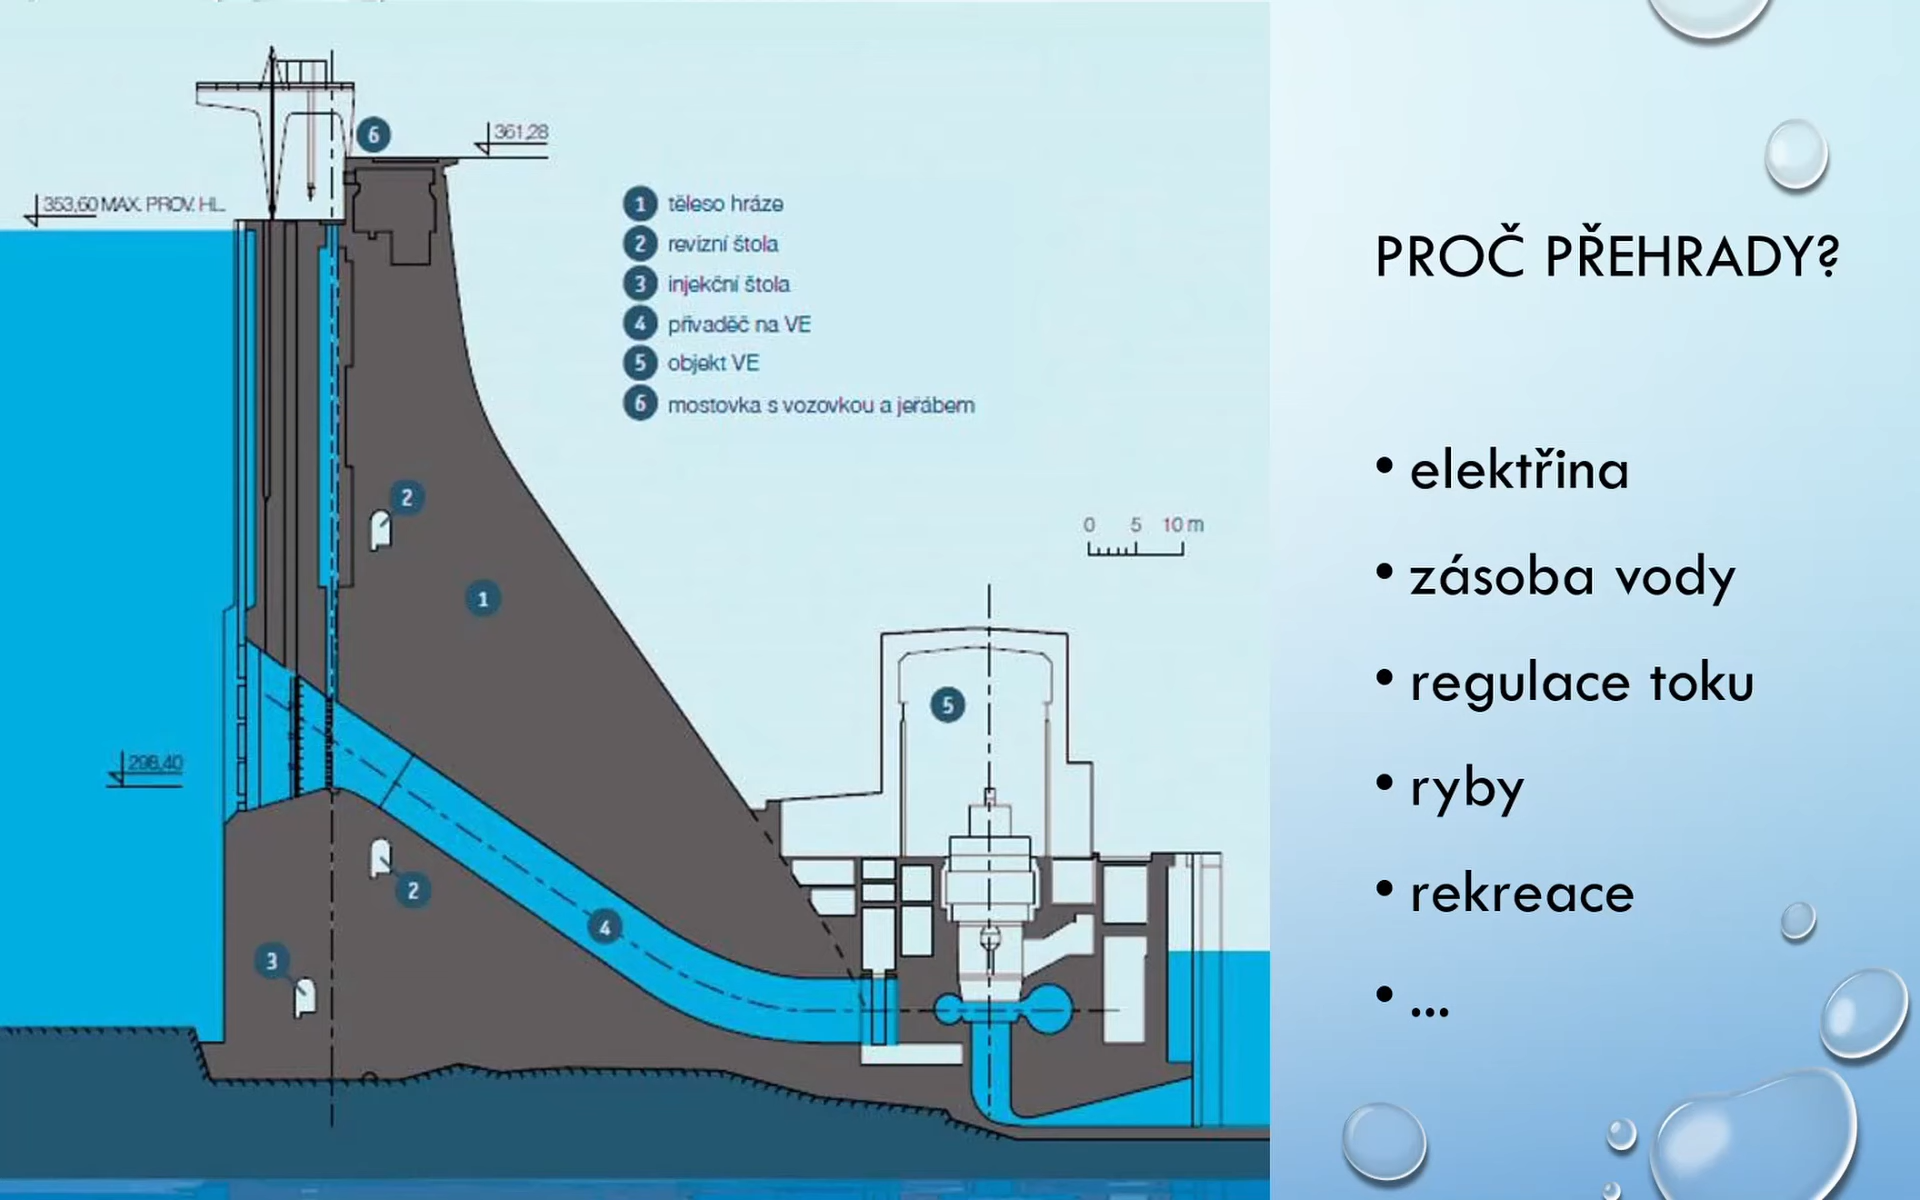 6
361,28
353,60 MAX. PROV. HL.
1 těleso hráze
2 revizní štola
3 injekční štola
4 přivaděč na VE
5 objekt VE
6 mostovka s vozovkou a jeřábem
2
0 5 10 m
1
5
298,40
2
4
3
PROČ PŘEHRADY?
• elektřina
• zásoba vody
• regulace toku
• ryby
• rekreace
• ...